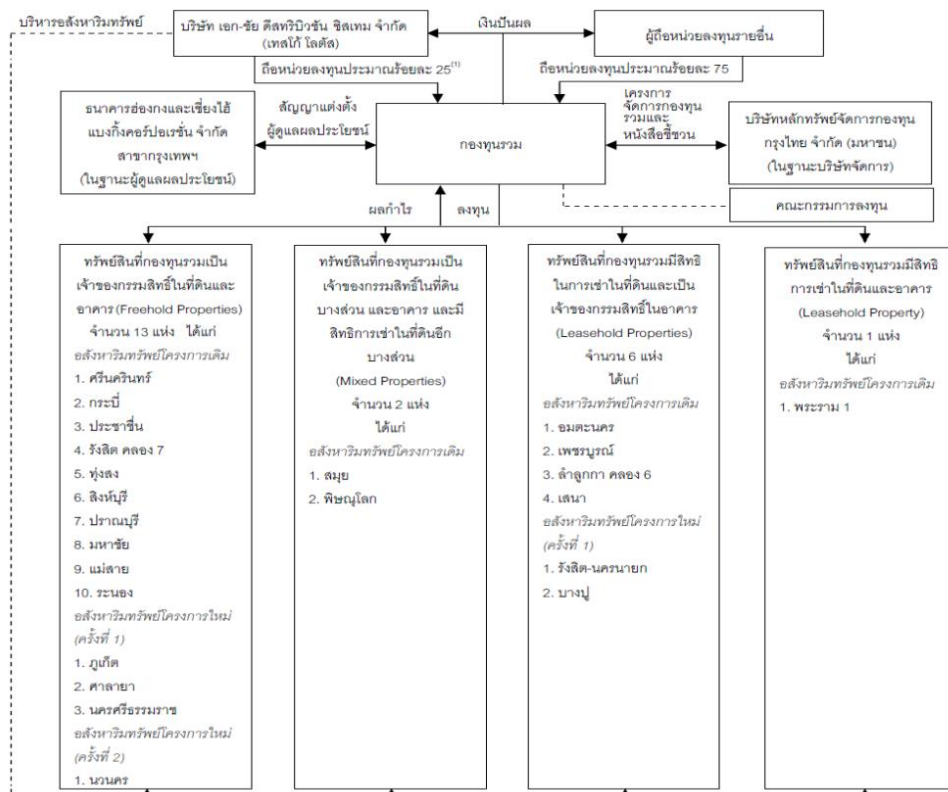 บริหารอสังหาริมทรัพย์
บริษัท เอก-ชัย ดีสทริบิวชัน ซิสเทม จำกัด
(เทสโก้ โลตัส)
เงินปันผล
ผู้ถือหน่วยลงทุนรายอื่น
ถือหน่วยลงทุนประมาณร้อยละ 25(1)
ถือหน่วยลงทุนประมาณร้อยละ 75
ธนาคารฮ่องกงและเซี่ยงไฮ้
แบงกิ้งคอร์ปอเรชั่น จำกัด
สาขากรุงเทพฯ
(ในฐานะผู้ดูแลผลประโยชน์)
สัญญาแต่งตั้ง
ผู้ดูแลผลประโยชน์
กองทุนรวม
โครงการ
จัดการกองทุน
รวมและ
หนังสือชี้ชวน
บริษัทหลักทรัพย์จัดการกองทุน
กรุงไทย จำกัด (มหาชน)
(ในฐานะบริษัทจัดการ)
คณะกรรมการลงทุน
ผลกำไร
ลงทุน
ทรัพย์สินที่กองทุนรวมเป็น
เจ้าของกรรมสิทธิ์ในที่ดินและ
อาคาร(Freehold Properties)
จำนวน 13 แห่ง ได้แก่
อสังหาริมทรัพย์โครงการเดิม
1. ศรีนครินทร์
2. กระบี่
3. ประชาชื่น
4. รังสิต คลอง 7
5. ทุ่งสง
6. สิงห์บุรี
7. ปราณบุรี
8. มหาชัย
9. แม่สาย
10. ระนอง
อสังหาริมทรัพย์โครงการใหม่
(ครั้งที่ 1)
1. ภูเก็ต
2. ศาลายา
3. นครศรีธรรมราช
อสังหาริมทรัพย์โครงการใหม่
(ครั้งที่ 2)
1. นวนคร
ทรัพย์สินที่กองทุนรวมเป็น
เจ้าของกรรมสิทธิ์ในที่ดิน
บางส่วน และอาคาร และมี
สิทธิการเช่าในที่ดินอีก
บางส่วน
(Mixed Properties)
จำนวน 2 แห่ง
ได้แก่
อสังหาริมทรัพย์โครงการเดิม
1. สมุย
2. พิษณุโลก
ทรัพย์สินที่กองทุนรวมมีสิทธิ
ในการเช่าในที่ดินและเป็น
เจ้าของกรรมสิทธิ์ในอาคาร
(Leasehold Properties)
จำนวน 6 แห่ง
ได้แก่
อสังหาริมทรัพย์โครงการเดิม
1. อมตะนคร
2. เพชรบูรณ์
3. ลำลูกกา คลอง 6
4. เสนา
อสังหาริมทรัพย์โครงการใหม่
(ครั้งที่ 1)
1. รังสิต-นครนายก
2. บางปู
ทรัพย์สินที่กองทุนรวมมีสิทธิ
การเช่าในที่ดินและอาคาร
(Leasehold Property)
จำนวน 1 แห่ง
ได้แก่
อสังหาริมทรัพย์โครงการเดิม
1. พระราม 1